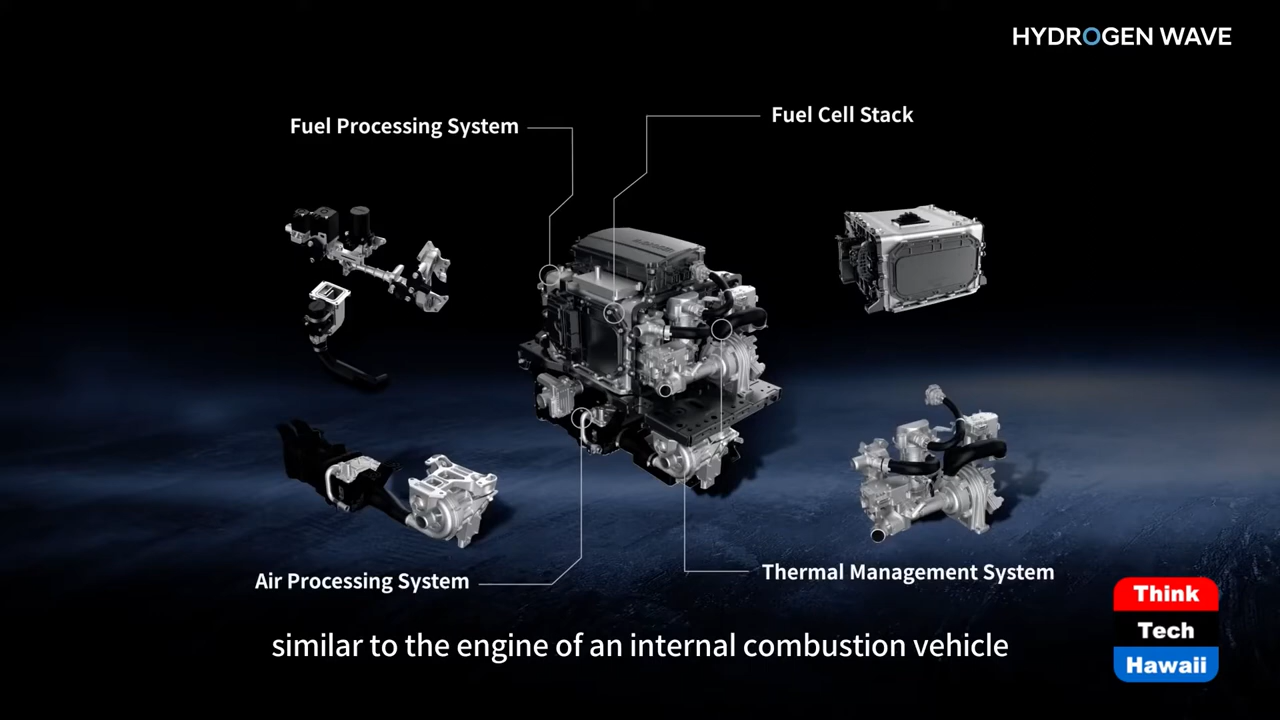 HYDROGEN WAVE
Fuel Processing System
Fuel Cell Stack
Air Processing System
Thermal Management System
similar to the engine of an internal combustion vehicle
Think
Tech
Hawaii